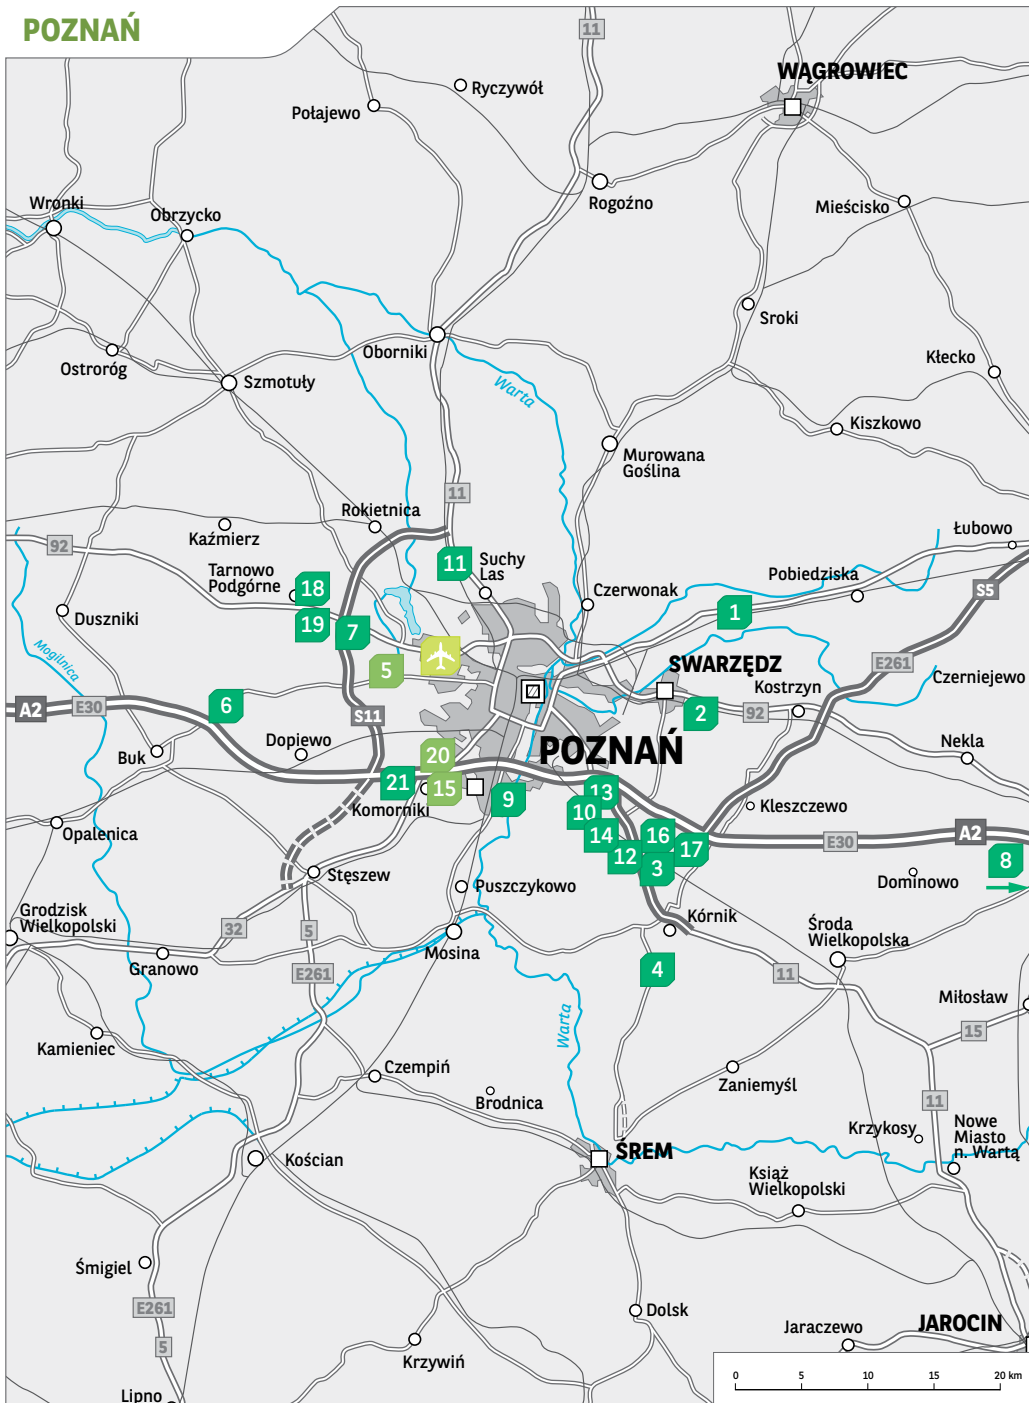 POZNAŃ
11
WĄGROWIEC
Ryczywół
Połajewo
Rogoźno
Mieścisko
Wronki
Obrzycko
Sroki
Oborniki
Ostroróg
Szmotuły
Warta
Kłecko
Kiszkowo
Murowana
Goślina
11
Rokietnica
Kaźmierz
92
Łubowo
Tarnowo
Podgórne
18
11
Suchy
Las
Czerwonak
Pobiedziska
S5
Duszniki
19
7
1
Mogilnica
5
SWARZĘDZ
E261
Czerniejewo
A2
E30
6
S11
2
92
Kostrzyn
Buk
Dopiewo
20
POZNAŃ
Nekla
21
15
Komorniki
9
13
10
Kleszczewo
Opalenica
14
16
12
17
3
E30
A2
8
Stęszew
Puszczykowo
Dominowo
Grodzisk
Wielkopolski
32
5
Kórnik
Środa
Wielkopolska
Granowo
E261
Mosina
4
11
Miłosław
Kamieniec
Warta
15
Czempiń
Zaniemyśl
Brodnica
11
Krzykosy
Nowe
Miasto
n. Wartą
Kościan
ŚREM
Książ
Wielkopolski
Śmigiel
E261
5
Dolsk
Krzywiń
Jaraczewo
JAROCIN
Lipno
0 5 10 15 20 km